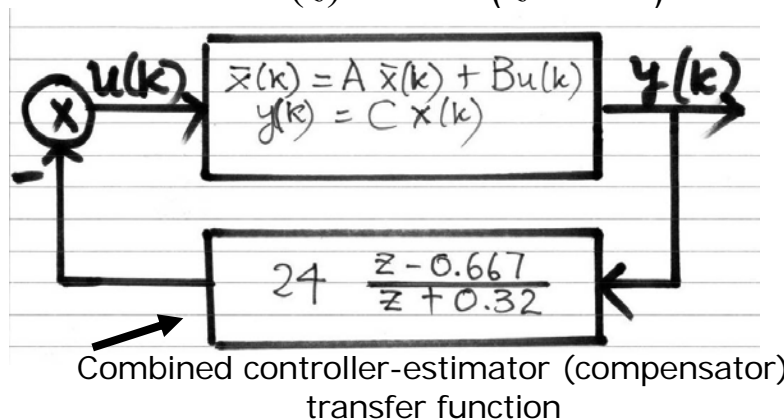 u(k)
x̄(k) = A x̄(k) + Bu(k)
y(k) = C x(k)
y(k)
x
-
24 z - 0.667 / z + 0.32
Combined controller-estimator (compensator)
transfer function